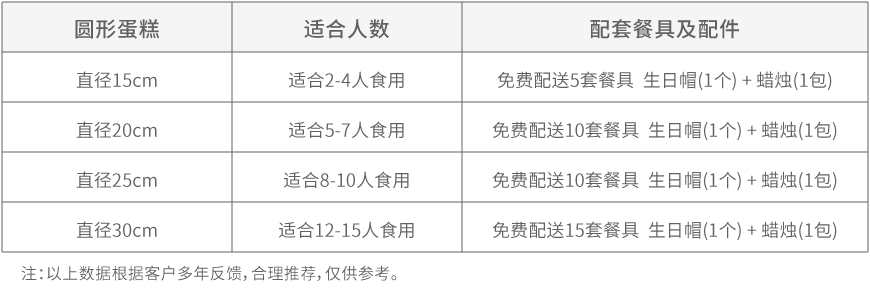 圆形蛋糕 适合人数 配套餐具及配件
直径15cm 适合2-4人食用 免费配送5套餐具 生日帽(1个) + 蜡烛(1包)
直径20cm 适合5-7人食用 免费配送10套餐具 生日帽(1个) + 蜡烛(1包)
直径25cm 适合8-10人食用 免费配送10套餐具 生日帽(1个) + 蜡烛(1包)
直径30cm 适合12-15人食用 免费配送15套餐具 生日帽(1个) + 蜡烛(1包)
注：以上数据根据客户多年反馈，合理推荐，仅供参考。